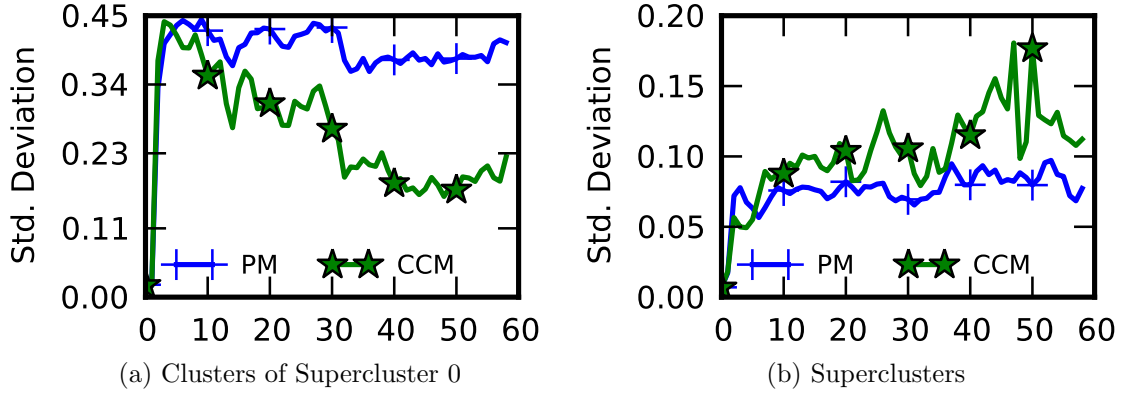 Std. Deviation
0.45
0.34
0.23
0.11
0.00
PM
CCM
0 10 20 30 40 50 60
(a) Clusters of Supercluster 0
Std. Deviation
0.20
0.15
0.10
0.05
0.00
PM
CCM
0 10 20 30 40 50 60
(b) Superclusters